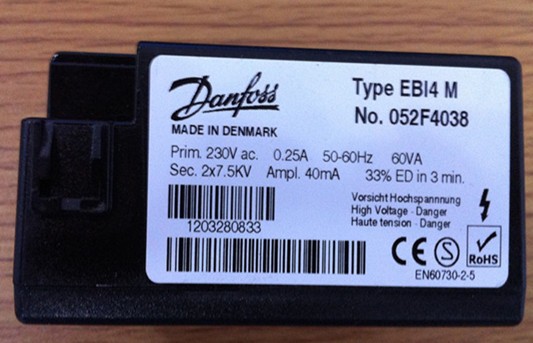 Danfoss
MADE IN DENMARK
Type EBI4 M
No. 052F4038
Prim. 230V ac. 0.25A 50-60Hz 60VA
Sec. 2x7.5KV Ampl. 40mA 33% ED in 3 min.
1203280833
Vorsicht Hochspannnung
High Voltage - Danger
Haute tension - Danger
CE S RoHS
EN60730-2-5